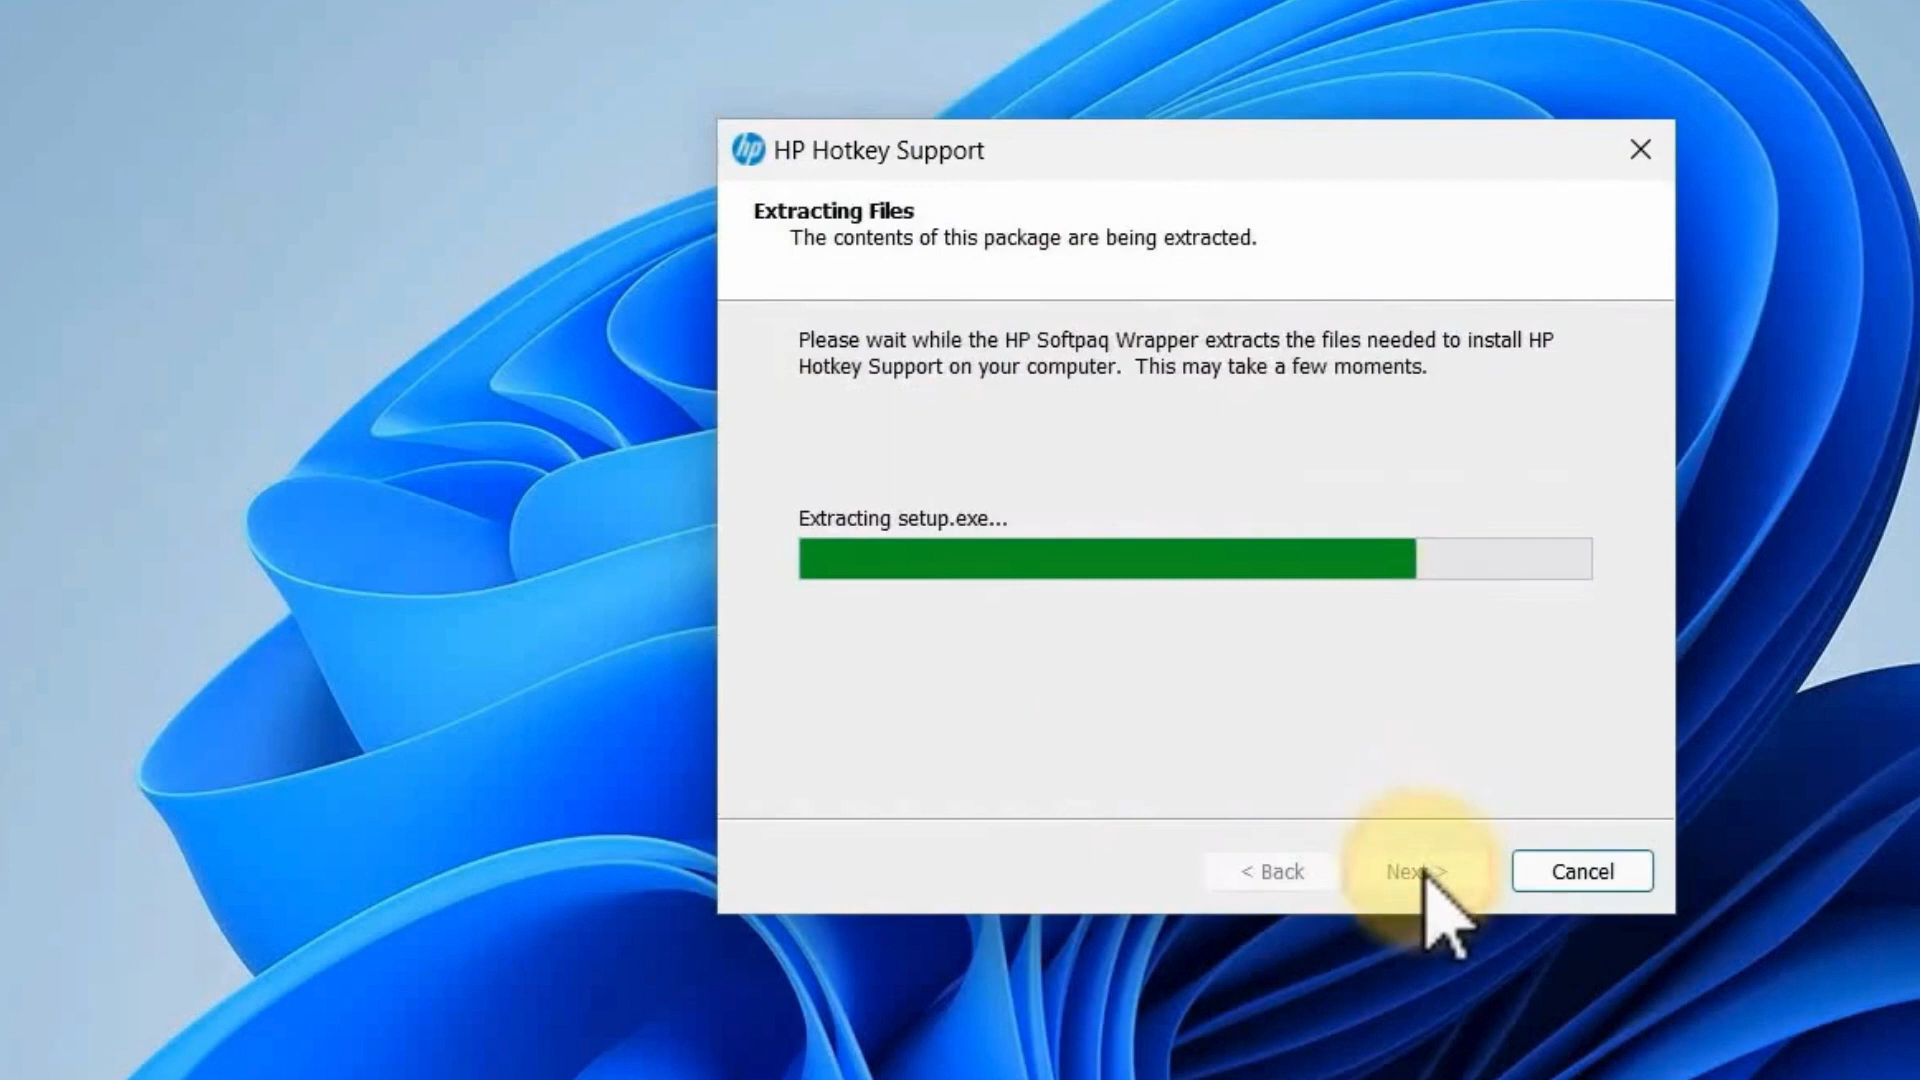 hp HP Hotkey Support
Extracting Files
The contents of this package are being extracted.
Please wait while the HP Softpaq Wrapper extracts the files needed to install HP
Hotkey Support on your computer. This may take a few moments.
Extracting setup.exe...
< Back Next > Cancel